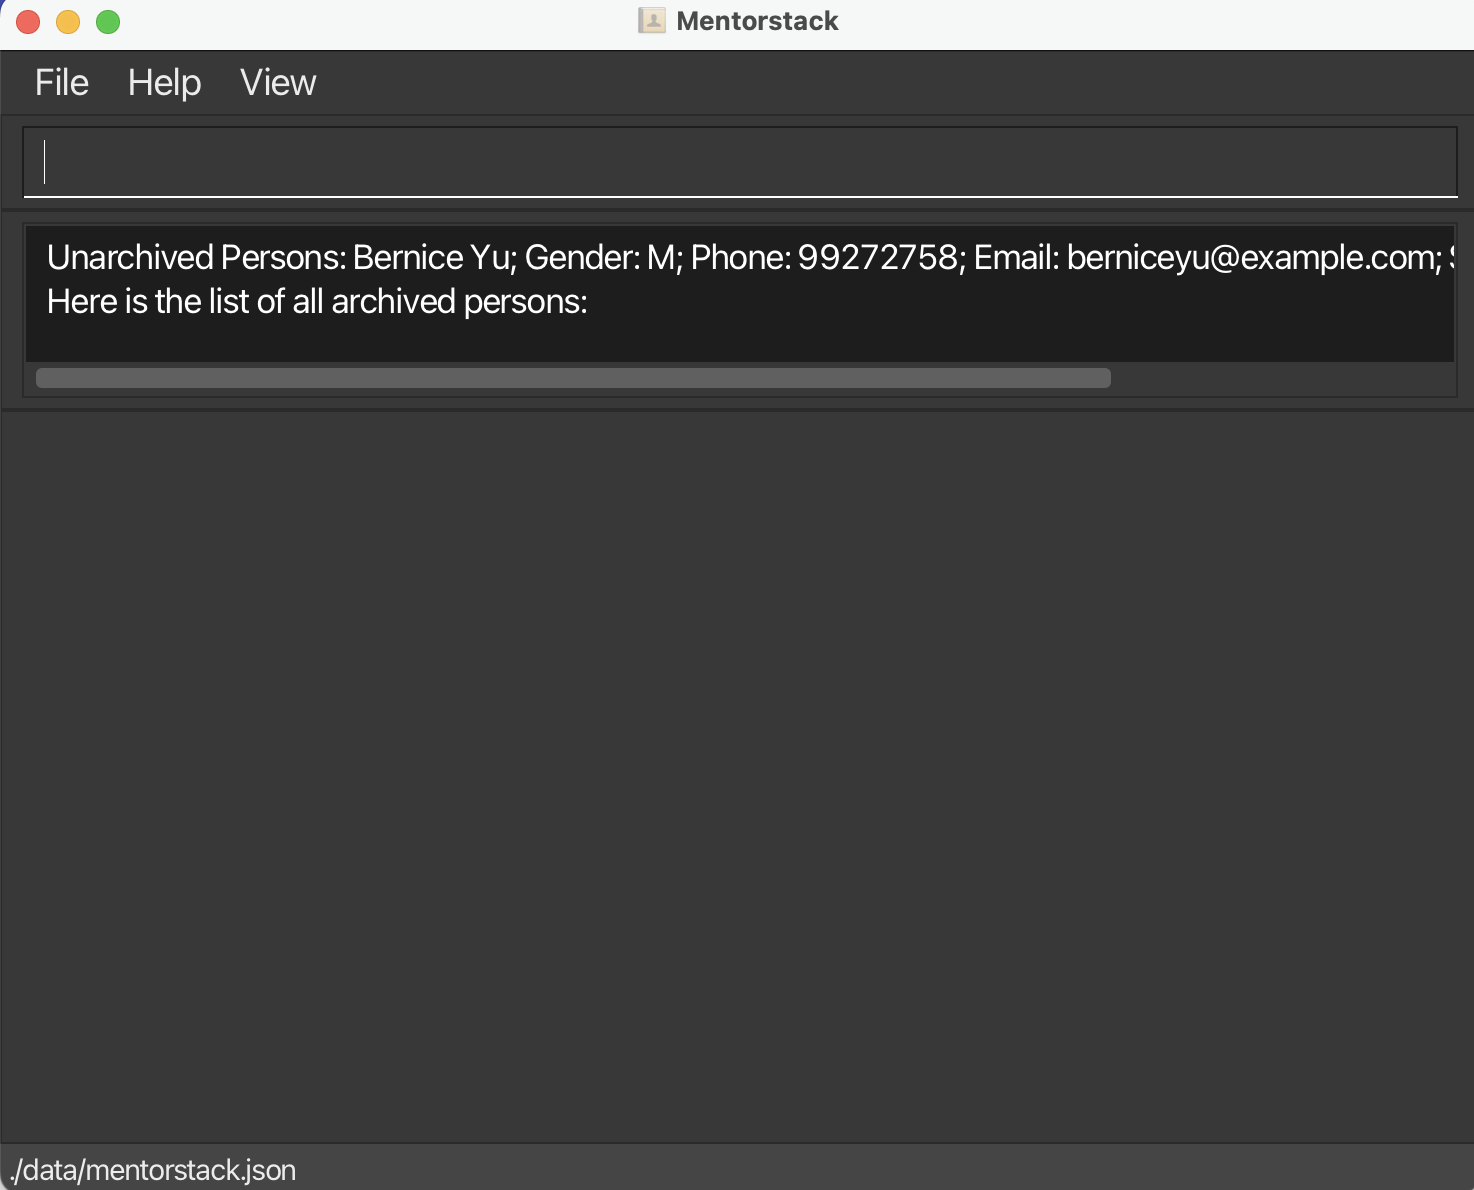 Mentorstack
File Help View
Unarchived Persons: Bernice Yu; Gender: M; Phone: 99272758; Email: berniceyu@example.com;
Here is the list of all archived persons:
./data/mentorstack.json